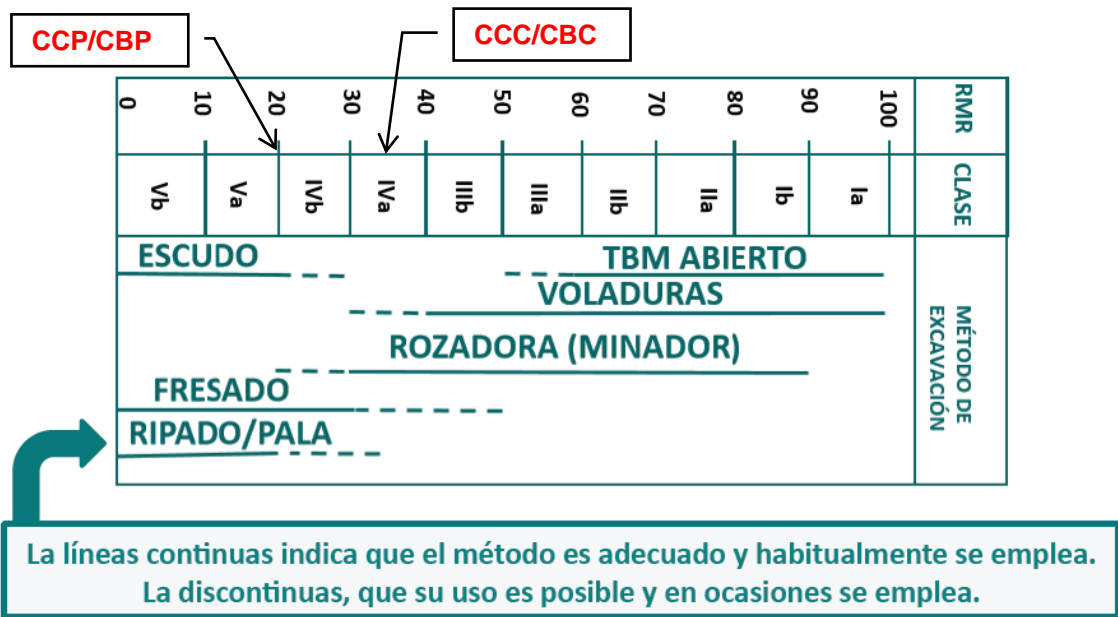 CCP/CBP
CCC/CBC
0 10 20 30 40 50 60 70 80 90 100 RMR
Vb Va IVb IVa IIIb IIIa IIb IIa Ib Ia CLASE
ESCUDO TBM ABIERTO
VOLADURAS
ROZADORA (MINADOR)
FRESADO
RIPADO/PALA
MÉTODO DE
EXCAVACIÓN
La líneas continuas indica que el método es adecuado y habitualmente se emplea.
La discontinuas, que su uso es posible y en ocasiones se emplea.